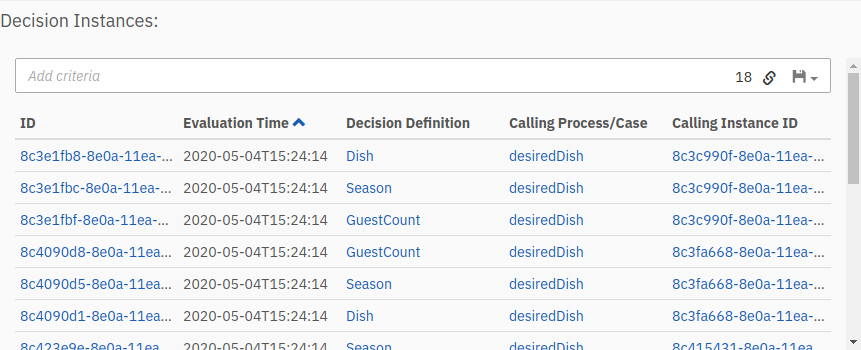 Decision Instances:
Add criteria 18
ID Evaluation Time Decision Definition Calling Process/Case Calling Instance ID
8c3e1fb8-8e0a-11ea-... 2020-05-04T15:24:14 Dish desiredDish 8c3c990f-8e0a-11ea-...
8c3e1fbc-8e0a-11ea-... 2020-05-04T15:24:14 Season desiredDish 8c3c990f-8e0a-11ea-...
8c3e1fbf-8e0a-11ea-... 2020-05-04T15:24:14 GuestCount desiredDish 8c3c990f-8e0a-11ea-...
8c4090d8-8e0a-11ea... 2020-05-04T15:24:14 GuestCount desiredDish 8c3fa668-8e0a-11ea-...
8c4090d5-8e0a-11ea... 2020-05-04T15:24:14 Season desiredDish 8c3fa668-8e0a-11ea-...
8c4090d1-8e0a-11ea... 2020-05-04T15:24:14 Dish desiredDish 8c3fa668-8e0a-11ea-...
8c423e9e-8e0a-11ea... 2020-05-04T15:24:14 Season desiredDish 8c415431-8e0a-11ea...